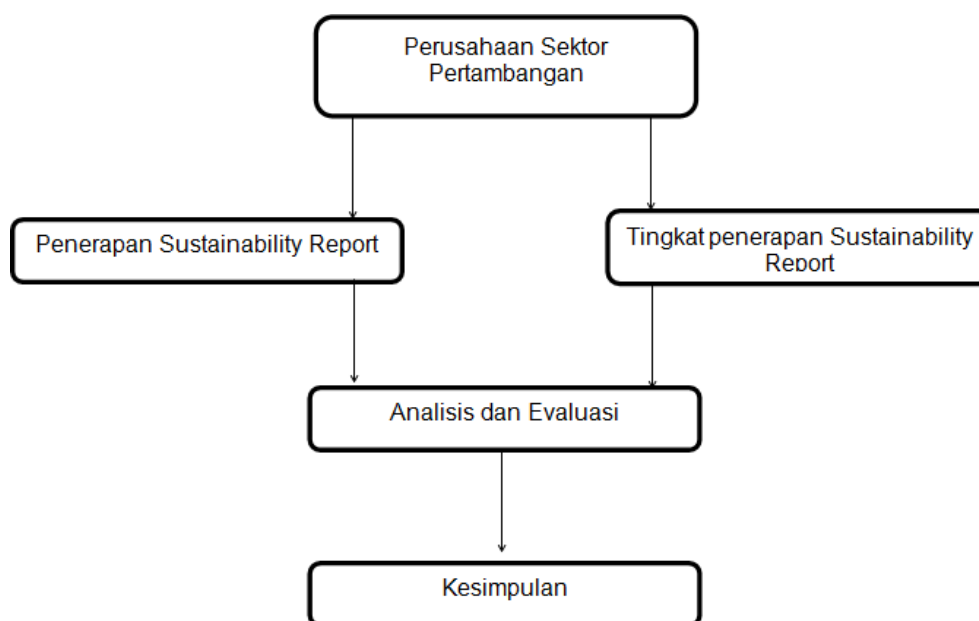 Perusahaan Sektor
Pertambangan
Penerapan Sustainability Report
Tingkat penerapan Sustainability
Report
Analisis dan Evaluasi
Kesimpulan